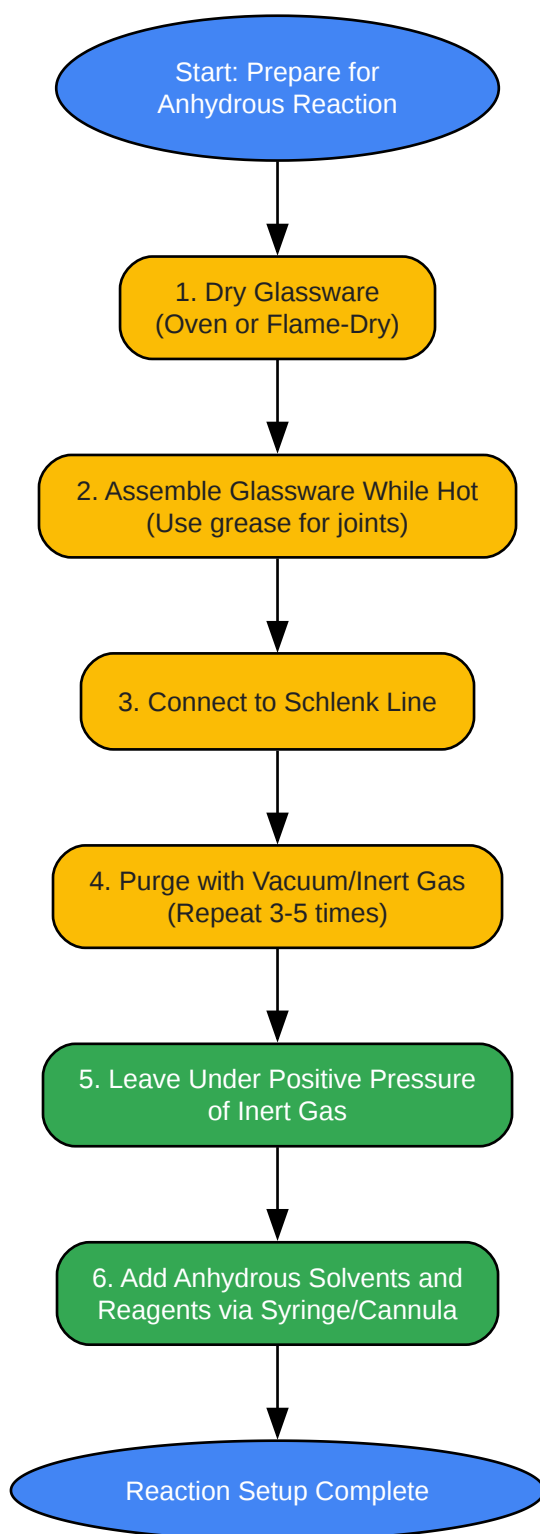 Start: Prepare for
Anhydrous Reaction
1. Dry Glassware
(Oven or Flame-Dry)
2. Assemble Glassware While Hot
(Use grease for joints)
3. Connect to Schlenk Line
4. Purge with Vacuum/Inert Gas
(Repeat 3-5 times)
5. Leave Under Positive Pressure
of Inert Gas
6. Add Anhydrous Solvents and
Reagents via Syringe/Cannula
Reaction Setup Complete